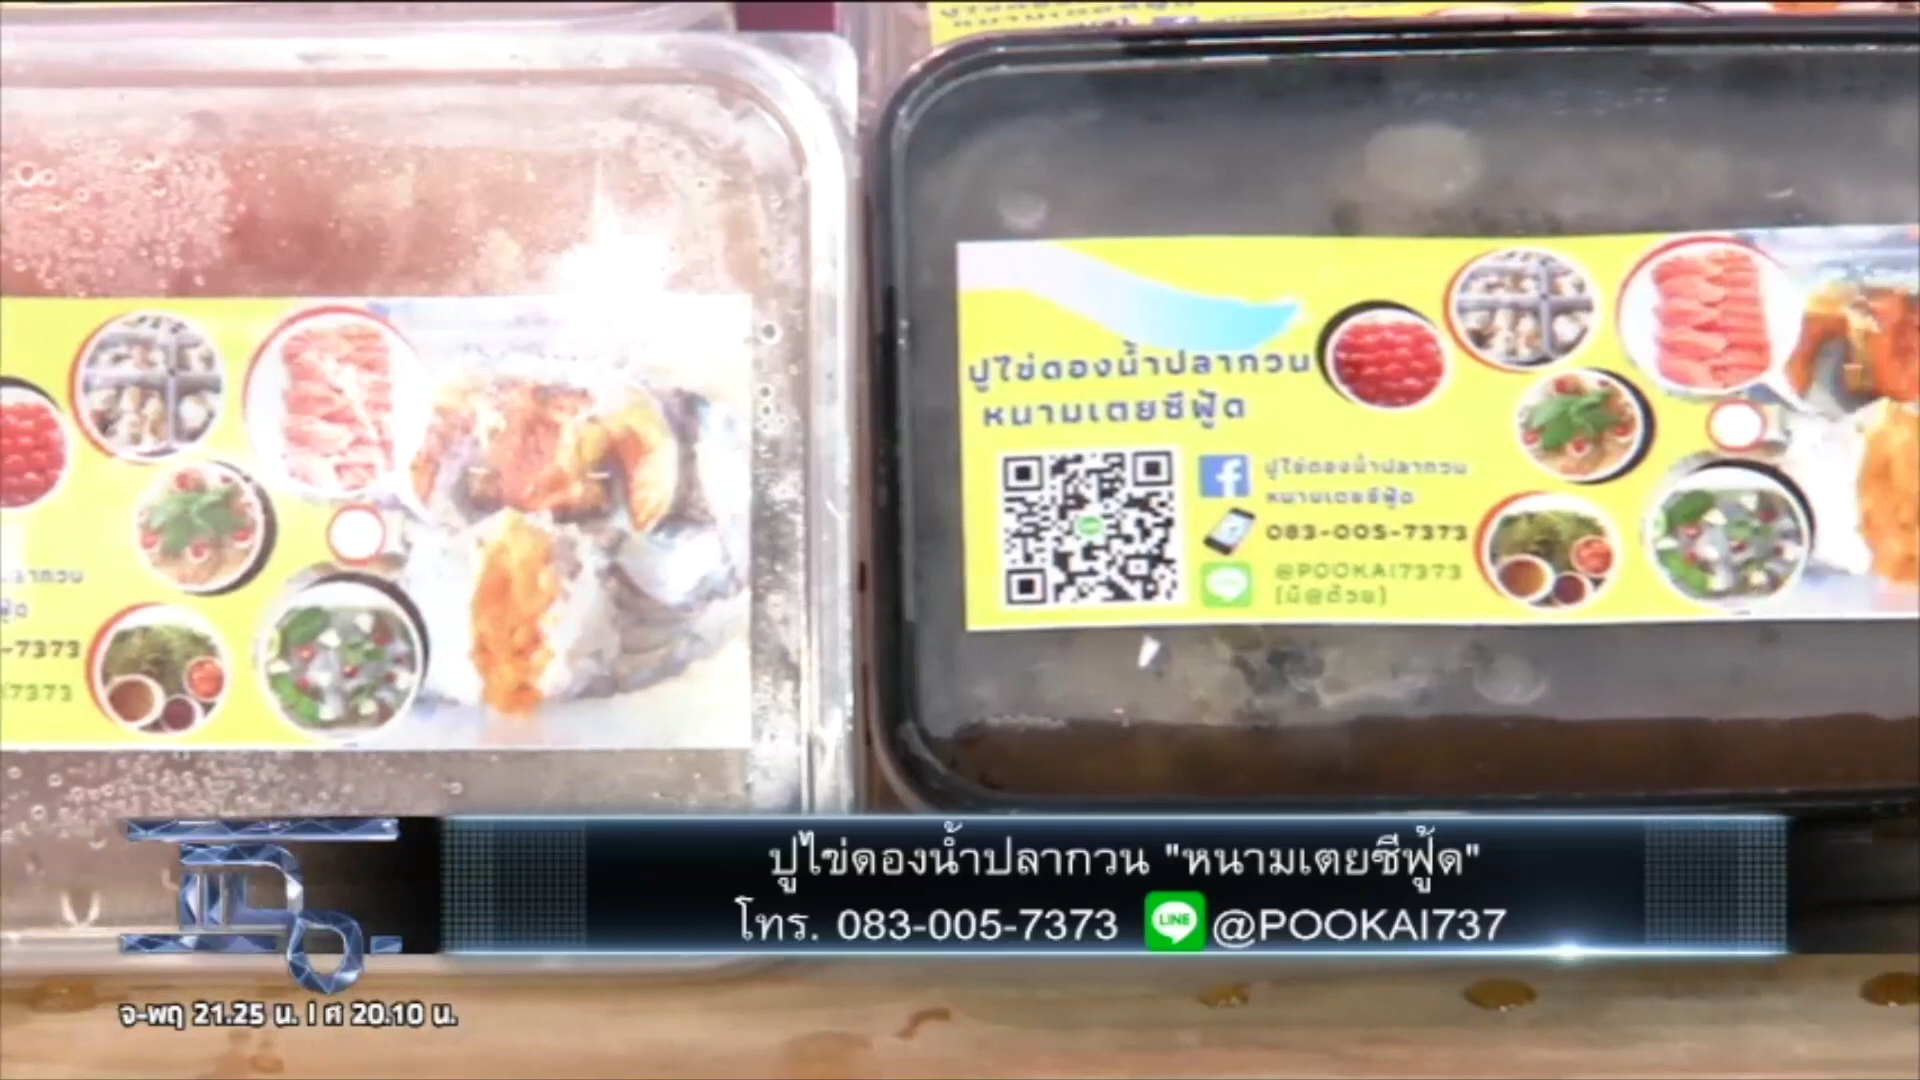 ปูไข่ดองน้ำปลากวน
หนามเตยซีฟู้ด
ปูไข่ดองน้ำปลากวน
หนามเตยซีฟู้ด
083-005-7373
@POOKAI7373
(มี@ด้วย)
-7373
7373
ปูไข่ดองน้ำปลากวน "หนามเตยซีฟู้ด"
โทร. 083-005-7373 LINE @POOKAI737
จ-พฤ 21.25 น. | ศ 20.10 น.